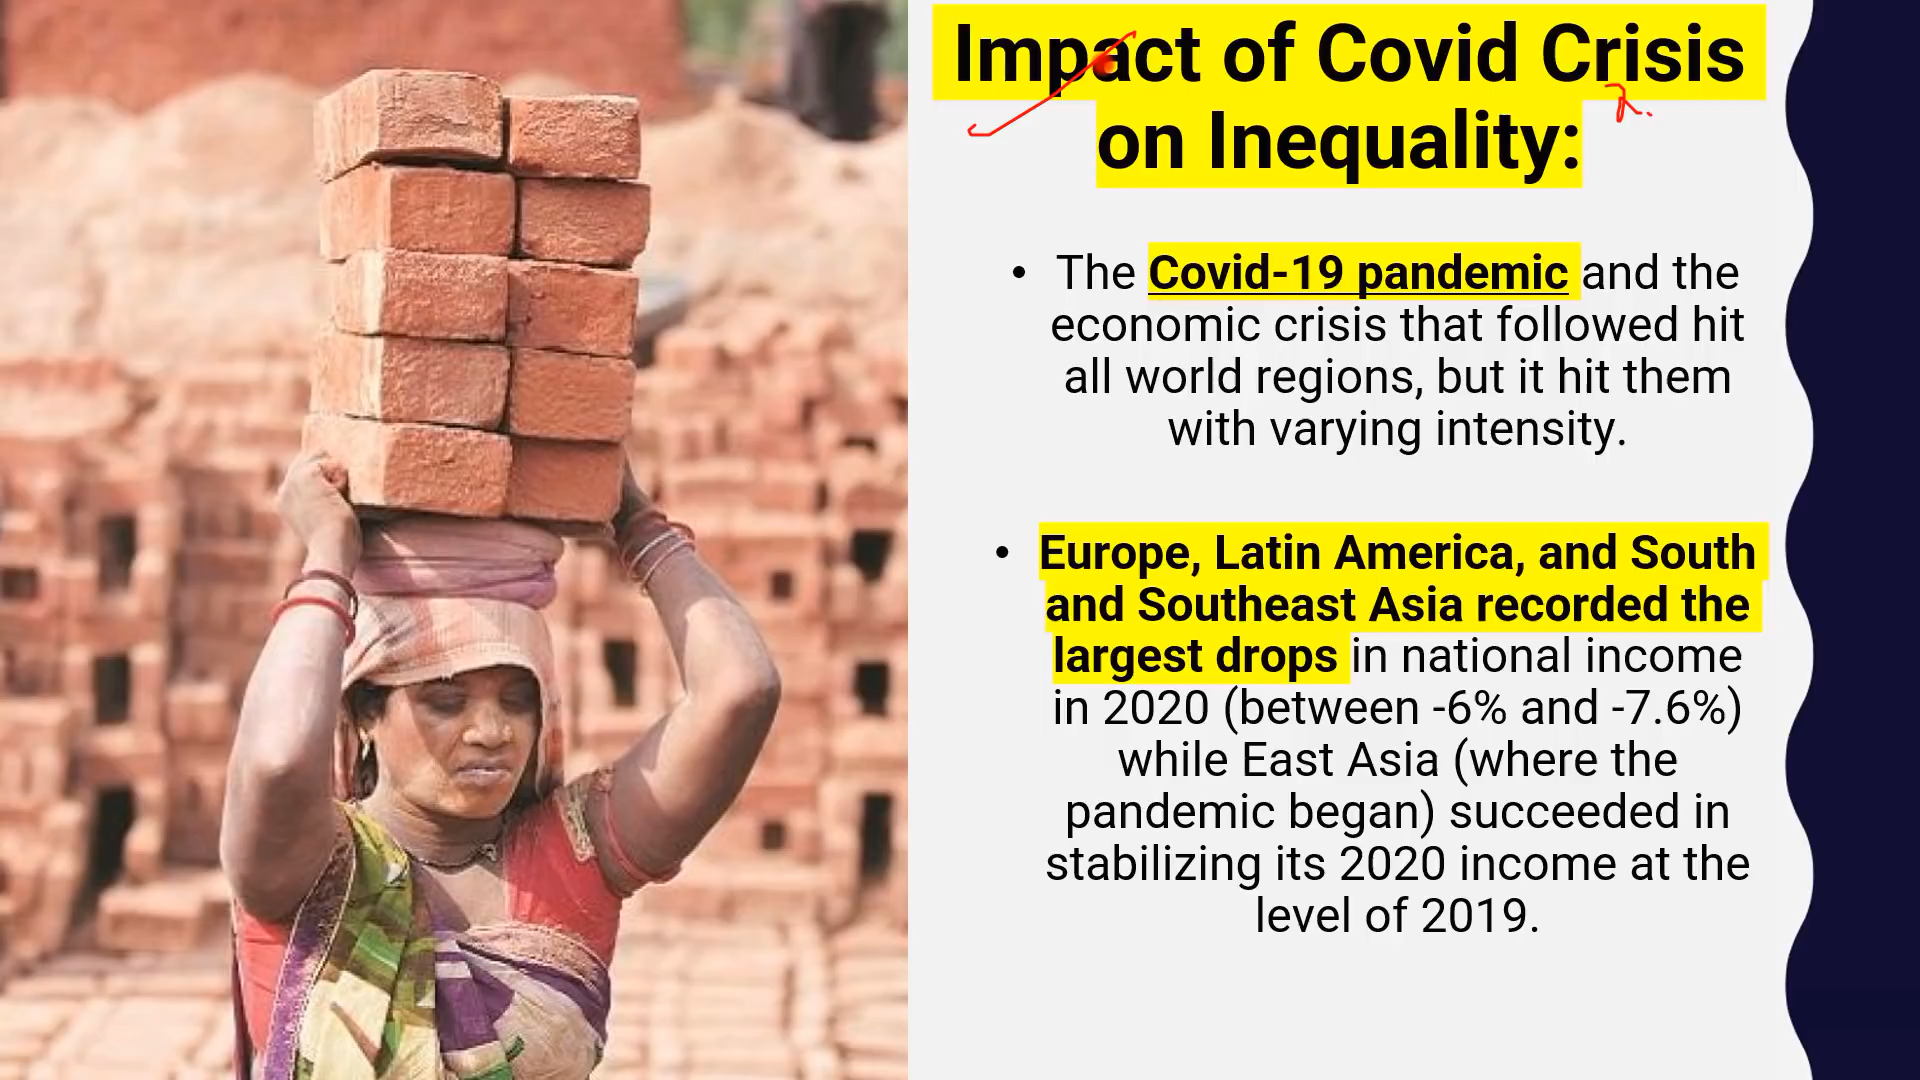 Impact of Covid Crisis
on Inequality:
• The Covid-19 pandemic and the
economic crisis that followed hit
all world regions, but it hit them
with varying intensity.
• Europe, Latin America, and South
and Southeast Asia recorded the
largest drops in national income
in 2020 (between -6% and -7.6%)
while East Asia (where the
pandemic began) succeeded in
stabilizing its 2020 income at the
level of 2019.